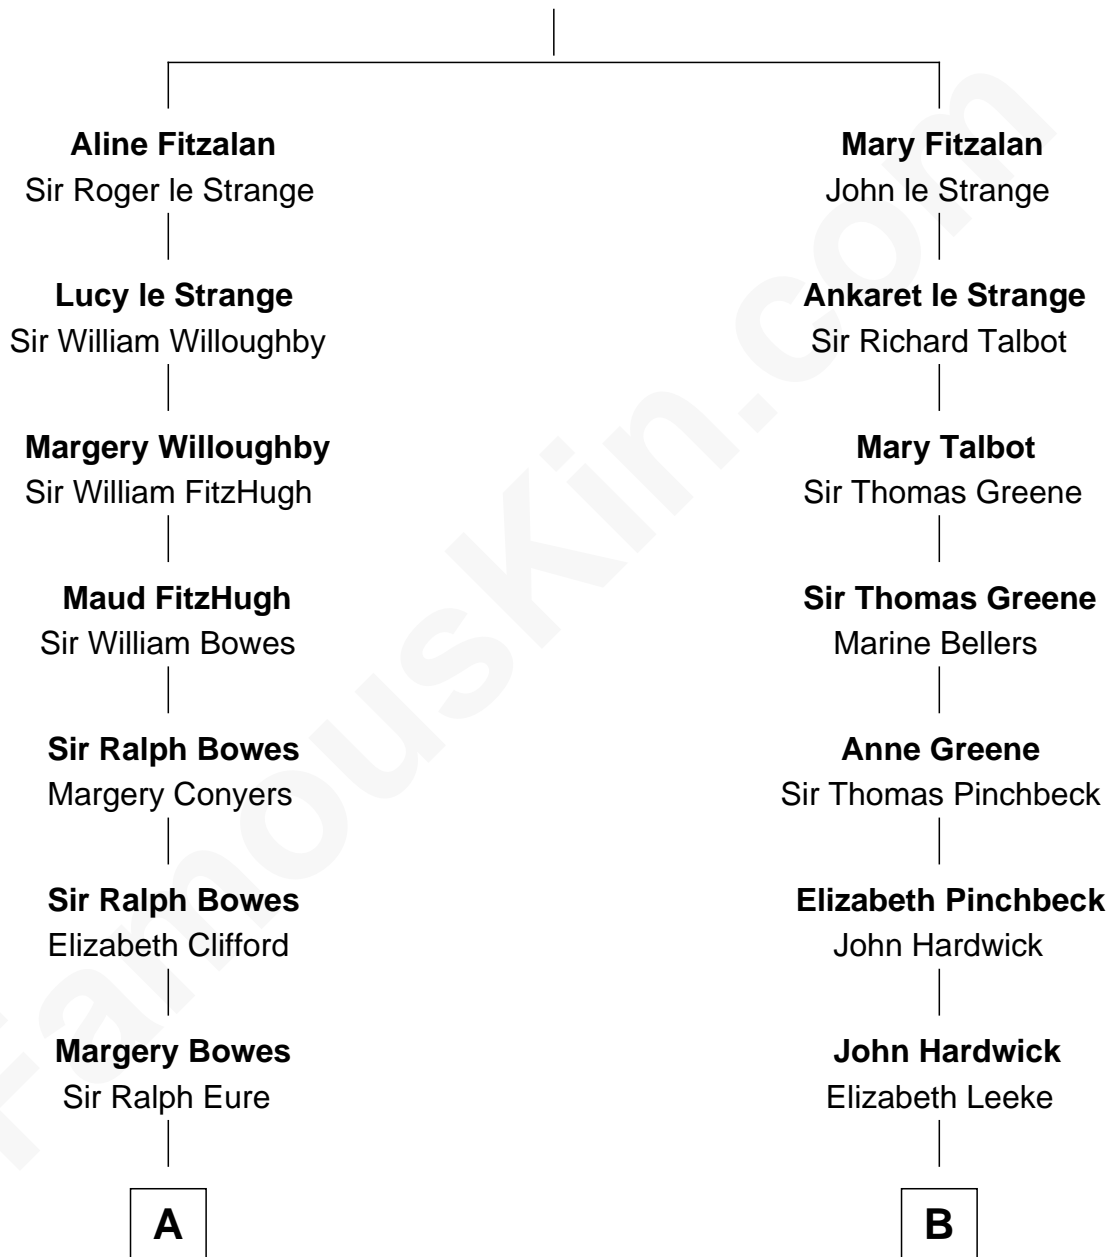 Aline Fitzalan
Sir Roger le Strange
Mary Fitzalan
John le Strange
Lucy le Strange
Sir William Willoughby
Ankaret le Strange
Sir Richard Talbot
Margery Willoughby
Sir William FitzHugh
Mary Talbot
Sir Thomas Greene
Maud FitzHugh
Sir William Bowes
Sir Thomas Greene
Marine Bellers
Sir Ralph Bowes
Margery Conyers
Anne Greene
Sir Thomas Pinchbeck
Sir Ralph Bowes
Elizabeth Clifford
Elizabeth Pinchbeck
John Hardwick
Margery Bowes
Sir Ralph Eure
John Hardwick
Elizabeth Leeke
A
B
FamousKin.com